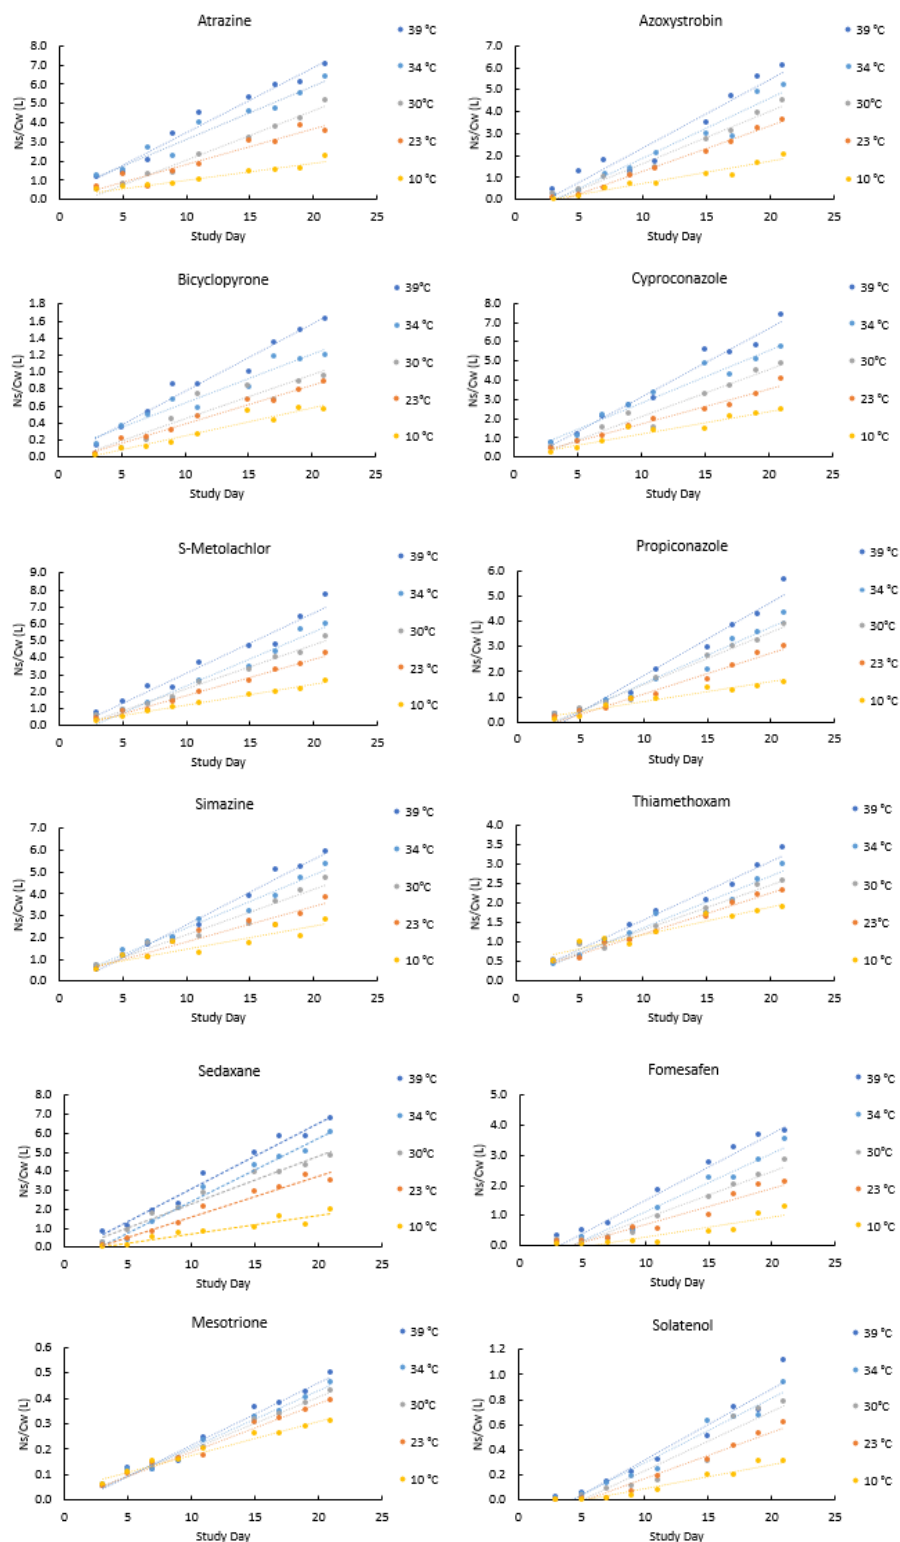 Atrazine
8.0
7.0
6.0
5.0
4.0
3.0
2.0
1.0
0.0
Ns/Cw (L)
0 5 10 15 20 25
Study Day
39 °C
34 °C
30°C
23 °C
10 °C
Azoxystrobin
7.0
6.0
5.0
4.0
3.0
2.0
1.0
0.0
Ns/Cw (L)
0 5 10 15 20 25
Study Day
39 °C
34 °C
30°C
23 °C
10 °C
Bicyclopyrone
1.8
1.6
1.4
1.2
1.0
0.8
0.6
0.4
0.2
0.0
Ns/Cw (L)
0 5 10 15 20 25
Study Day
39°C
34 °C
30 °C
23°C
10 °C
Cyproconazole
8.0
7.0
6.0
5.0
4.0
3.0
2.0
1.0
0.0
Ns/Cw (L)
0 5 10 15 20 25
Study Day
39 °C
34 °C
30°C
23 °C
10 °C
S-Metolachlor
9.0
8.0
7.0
6.0
5.0
4.0
3.0
2.0
1.0
0.0
Ns/Cw (L)
0 5 10 15 20 25
Study Day
39 °C
34 °C
30°C
23 °C
10 °C
Propiconazole
6.0
5.0
4.0
3.0
2.0
1.0
0.0
Ns/Cw (L)
0 5 10 15 20 25
Study Day
39 °C
34 °C
30°C
23 °C
10 °C
Simazine
7.0
6.0
5.0
4.0
3.0
2.0
1.0
0.0
Ns/Cw (L)
0 5 10 15 20 25
Study Day
39 °C
34 °C
30°C
23 °C
10 °C
Thiamethoxam
4.0
3.5
3.0
2.5
2.0
1.5
1.0
0.5
0.0
Ns/Cw (L)
0 5 10 15 20 25
Study Day
39 °C
34 °C
30 °C
23°C
10 °C
Sedaxane
8.0
7.0
6.0
5.0
4.0
3.0
2.0
1.0
0.0
Ns/Cw (L)
0 5 10 15 20 25
Study Day
39 °C
34 °C
30°C
23 °C
10 °C
Fomesafen
5.0
4.0
3.0
2.0
1.0
0.0
Ns/Cw (L)
0 5 10 15 20 25
Study Day
39 °C
34 °C
30°C
23 °C
10 °C
Mesotrione
0.6
0.5
0.4
0.3
0.2
0.1
0.0
Ns/Cw (L)
0 5 10 15 20 25
Study Day
39 °C
34 °C
30°C
23 °C
10 °C
Solatenol
1.2
1.0
0.8
0.6
0.4
0.2
0.0
Ns/Cw (L)
0 5 10 15 20 25
Study Day
39 °C
34 °C
30°C
23 °C
10 °C